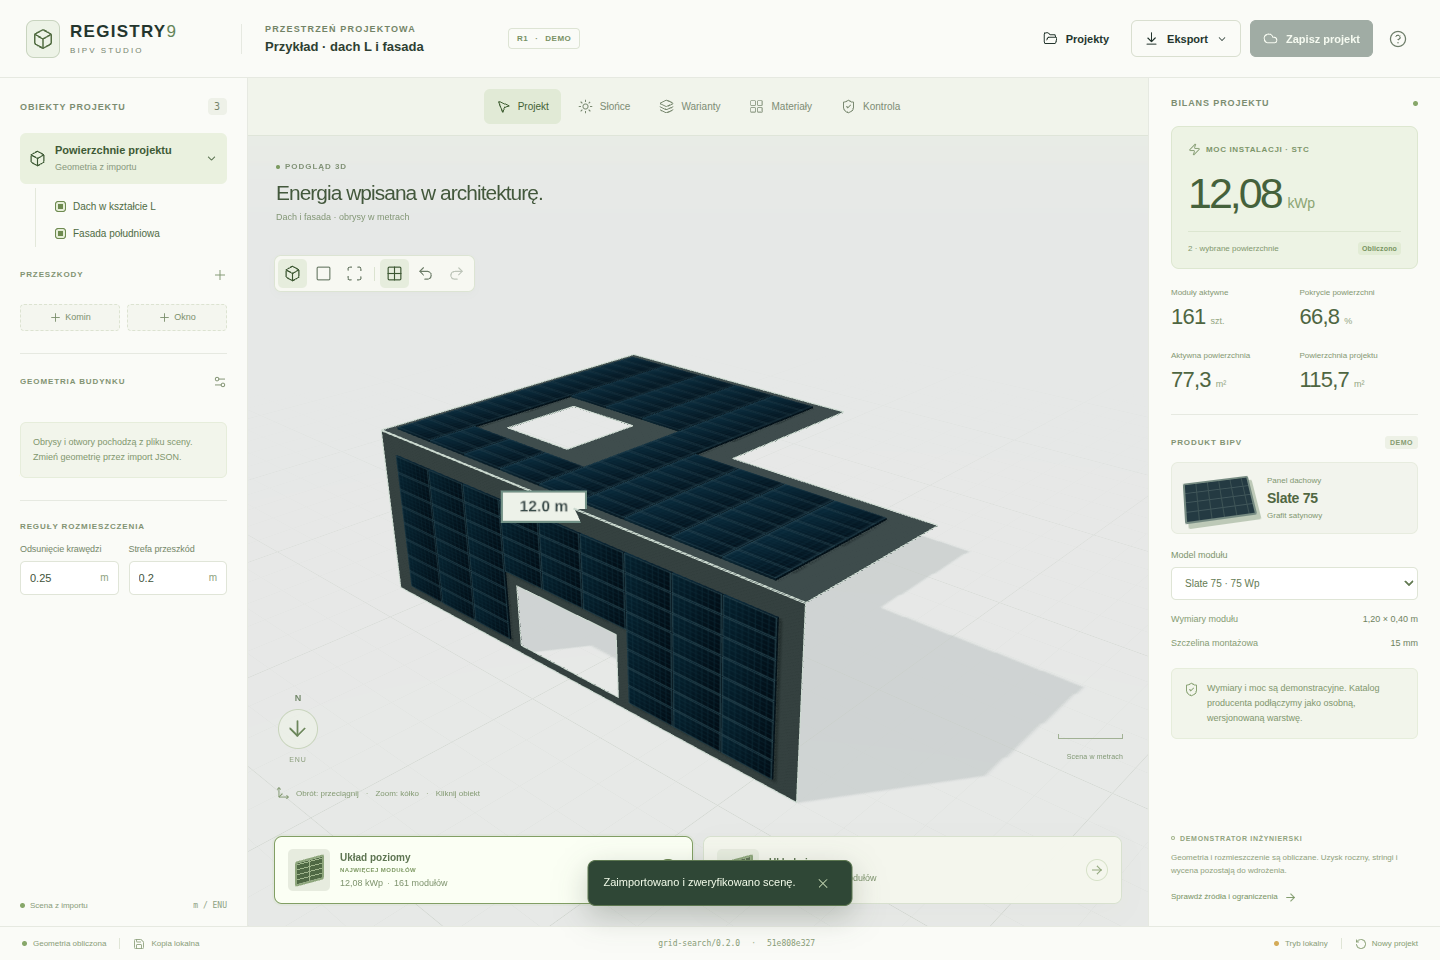 REGISTRY9
BIPV STUDIO
PRZESTRZEŃ PROJEKTOWA
Przykład · dach L i fasada
R1 · DEMO
Projekty
Eksport
Zapisz projekt
OBIEKTY PROJEKTU
3
Powierzchnie projektu
Geometria z importu
Dach w kształcie L
Fasada południowa
PRZESZKODY
Komin
Okno
GEOMETRIA BUDYNKU
Obrysy i otwory pochodzą z pliku sceny.
Zmień geometrię przez import JSON.
REGUŁY ROZMIESZCZENIA
Odsunięcie krawędzi
Strefa przeszkód
0.25 m
0.2 m
Scena z importu
m / ENU
Projekt
Słońce
Warianty
Materiały
Kontrola
PODGLĄD 3D
Energia wpisana w architekturę.
Dach i fasada · obrysy w metrach
12.0 m
N
ENU
Scena w metrach
Obrót: przeciągnij · Zoom: kółko · Kliknij obiekt
Układ poziomy
NAJWIĘCEJ MODUŁÓW
12,08 kWp · 161 modułów
Zaimportowano i zweryfikowano scenę.
BILANS PROJEKTU
MOC INSTALACJI · STC
12,08 kWp
2 · wybrane powierzchnie
Obliczono
Moduły aktywne
Pokrycie powierzchni
161 szt.
66,8 %
Aktywna powierzchnia
Powierzchnia projektu
77,3 m²
115,7 m²
PRODUKT BIPV
DEMO
Panel dachowy
Slate 75
Grafit satynowy
Model modułu
Slate 75 · 75 Wp
Wymiary modułu
1,20 × 0,40 m
Szczelina montażowa
15 mm
Wymiary i moc są demonstracyjne. Katalog
producenta podłączymy jako osobną,
wersjonowaną warstwę.
DEMONSTRATOR INŻYNIERSKI
Geometria i rozmieszczenie są obliczane. Uzysk roczny, stringi i
wycena pozostają do wdrożenia.
Sprawdź źródła i ograniczenia
Geometria obliczona
Kopia lokalna
grid-search/0.2.0 · 51e808e327
Tryb lokalny
Nowy projekt